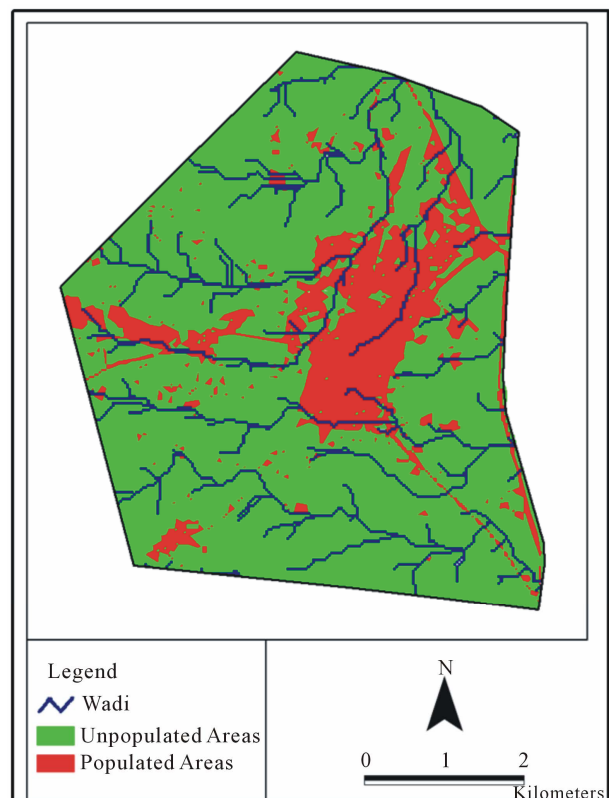 Legend
Wadi
Unpopulated Areas
Populated Areas
N
0 1 2
Kilometers